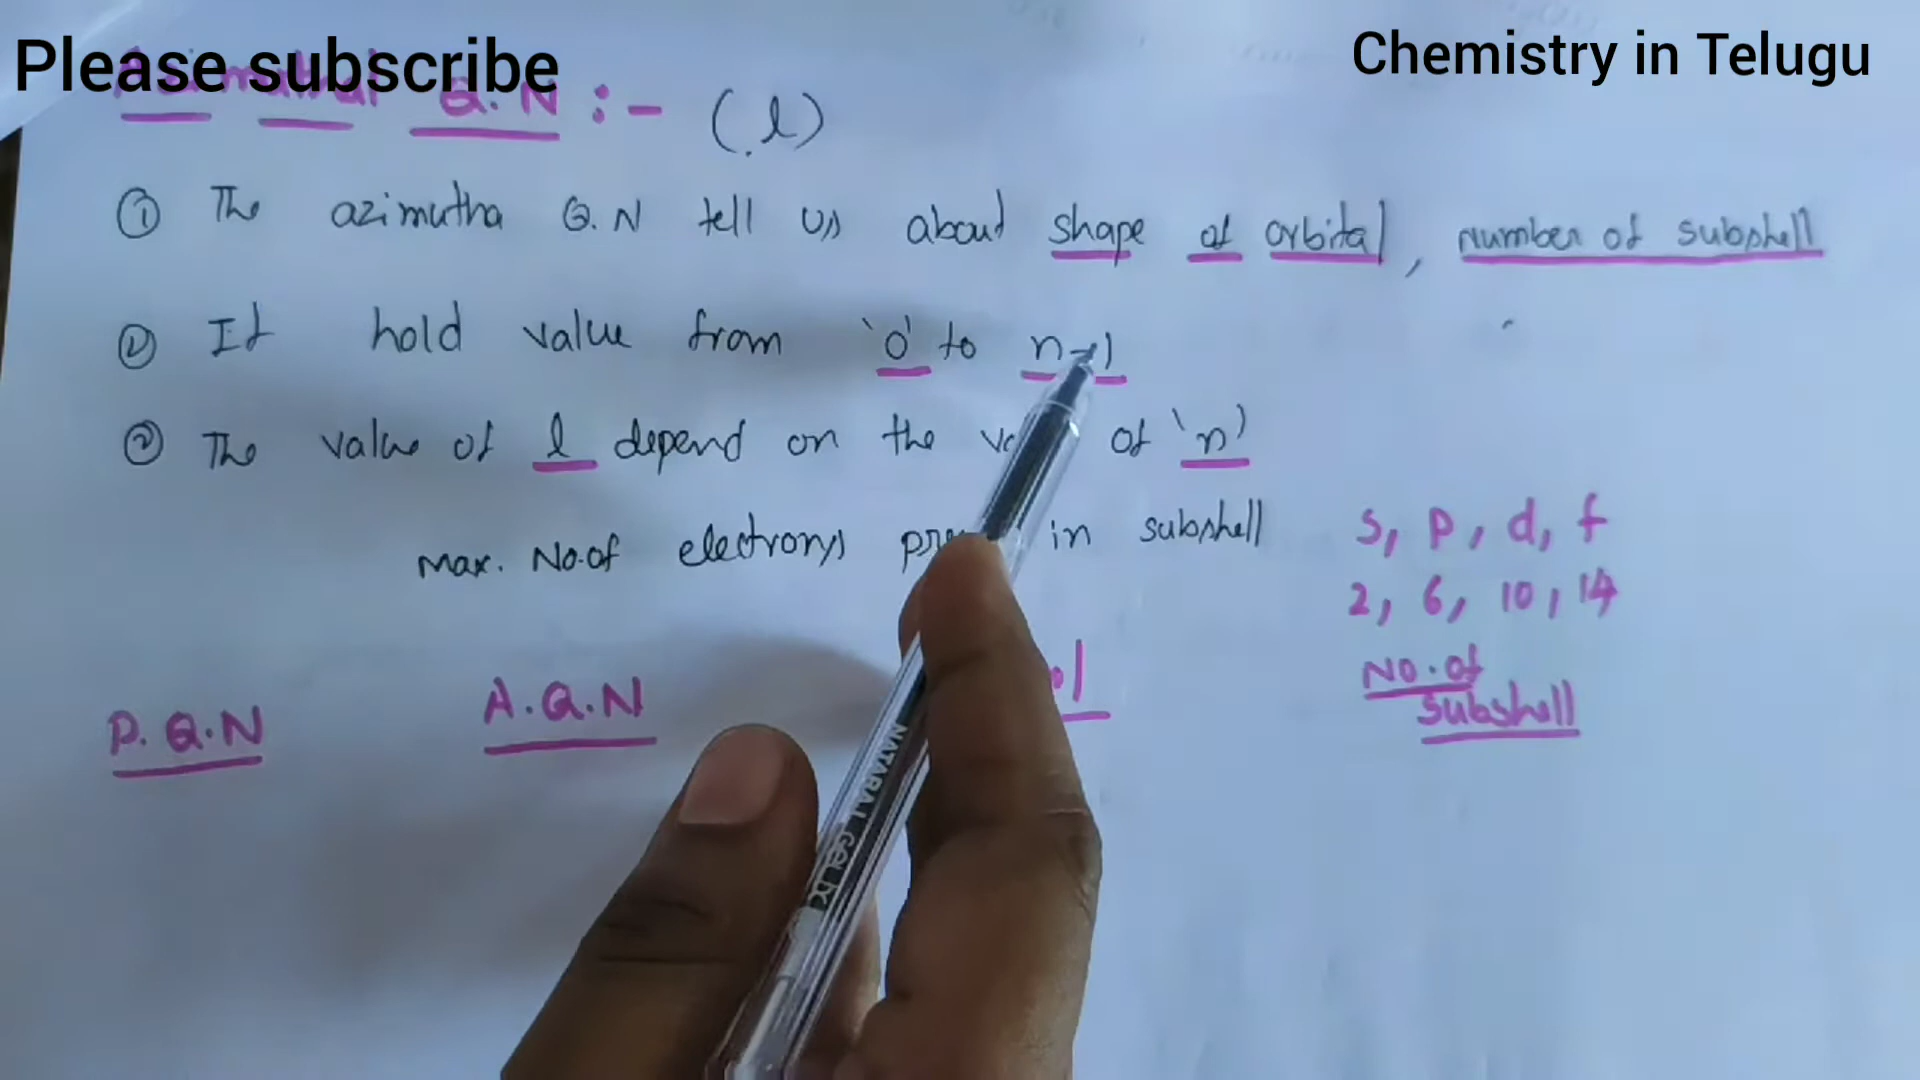 Please subscribe
Chemistry in Telugu
Q.N :- (l)
① The azimutha Q.N tell us about shape of orbital, number of subshell
② It hold value from 'o' to n-1
The value of l depend on the of 'n'
Max. No.of electrons in subshell
s, p, d, f
2, 6, 10, 14
P.Q.N A.Q.N
No.of
Subshell
NATARAJ GEL